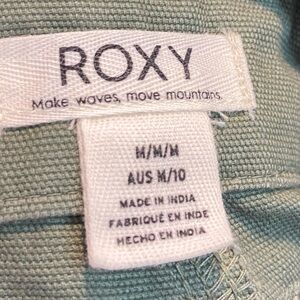 ROXY
Make waves, move mountains.
M/M/M
AUS M/10
MADE IN INDIA
FABRIQUÉ EN INDE
HECHO EN INDIA